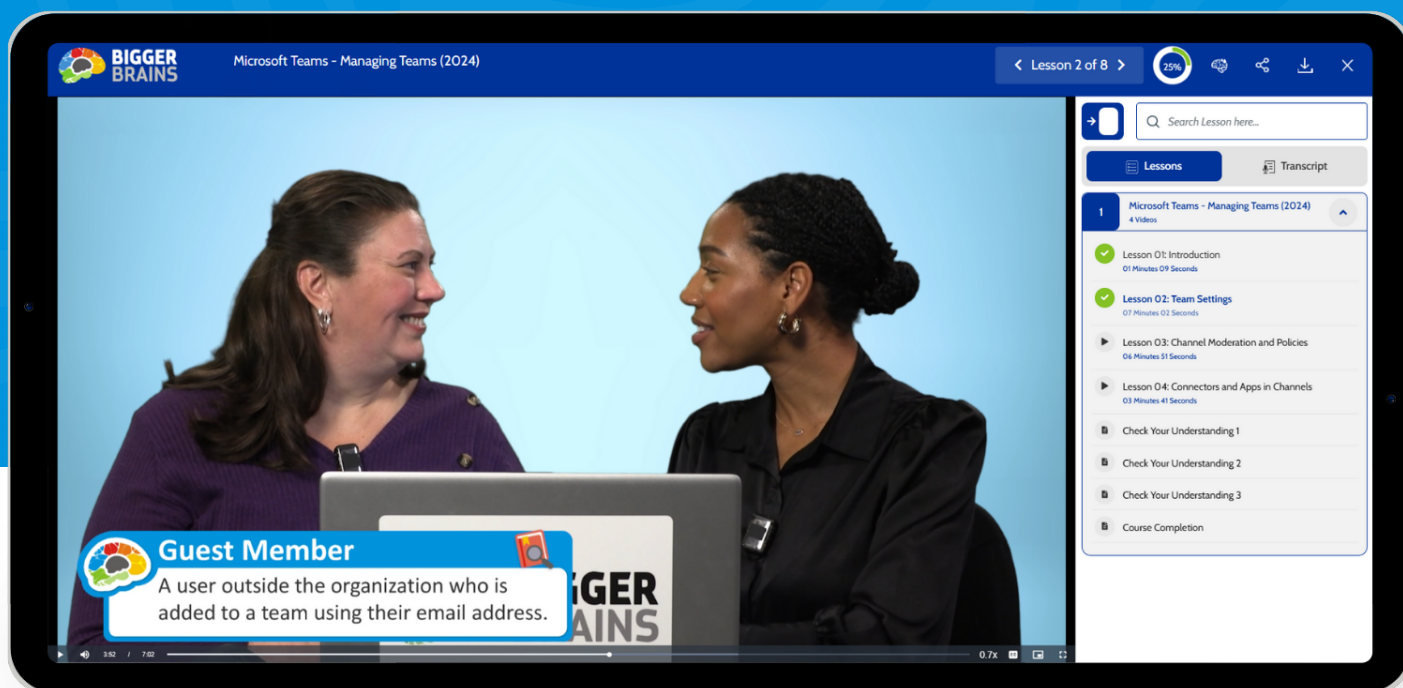 BIGGER
BRAINS
Microsoft Teams - Managing Teams (2024)
Lesson 2 of 8
25%
Search Lesson here...
Lessons
Transcript
1
Microsoft Teams - Managing Teams (2024)
4 Videos
Lesson 01: Introduction
01 Minutes 09 Seconds
Lesson 02: Team Settings
07 Minutes 02 Seconds
Lesson 03: Channel Moderation and Policies
06 Minutes 51 Seconds
Lesson 04: Connectors and Apps in Channels
03 Minutes 41 Seconds
Check Your Understanding 1
Check Your Understanding 2
Check Your Understanding 3
Course Completion
Guest Member
A user outside the organization who is
added to a team using their email address.
GGER
AINS
3:52 / 7:02
0.7x